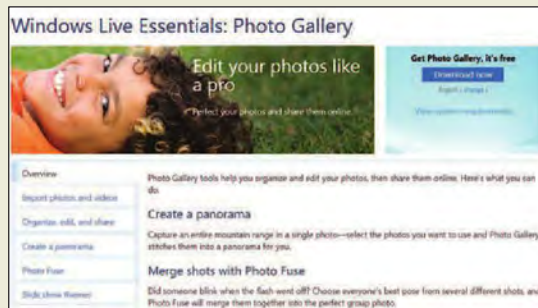 Windows Live Essentials: Photo Gallery
Edit your photos like
a pro
Perfect your photos and share them online.
Get Photo Gallery, it's free
Download now
View system requirements
Overview
Import photos and videos
Organize, edit, and share
Create a panorama
Photo Fuse
Slide show themes
Photo Gallery tools help you organize and edit your photos, then share them online. Here's what you can
do.
Create a panorama
Capture an entire mountain range in a single photo—select the photos you want to use and Photo Gallery
stitches them into a panorama for you.
Merge shots with Photo Fuse
Did someone blink when the flash went off? Choose everyone's best pose from several different shots, and
Photo Fuse will merge them together into the perfect group photo.